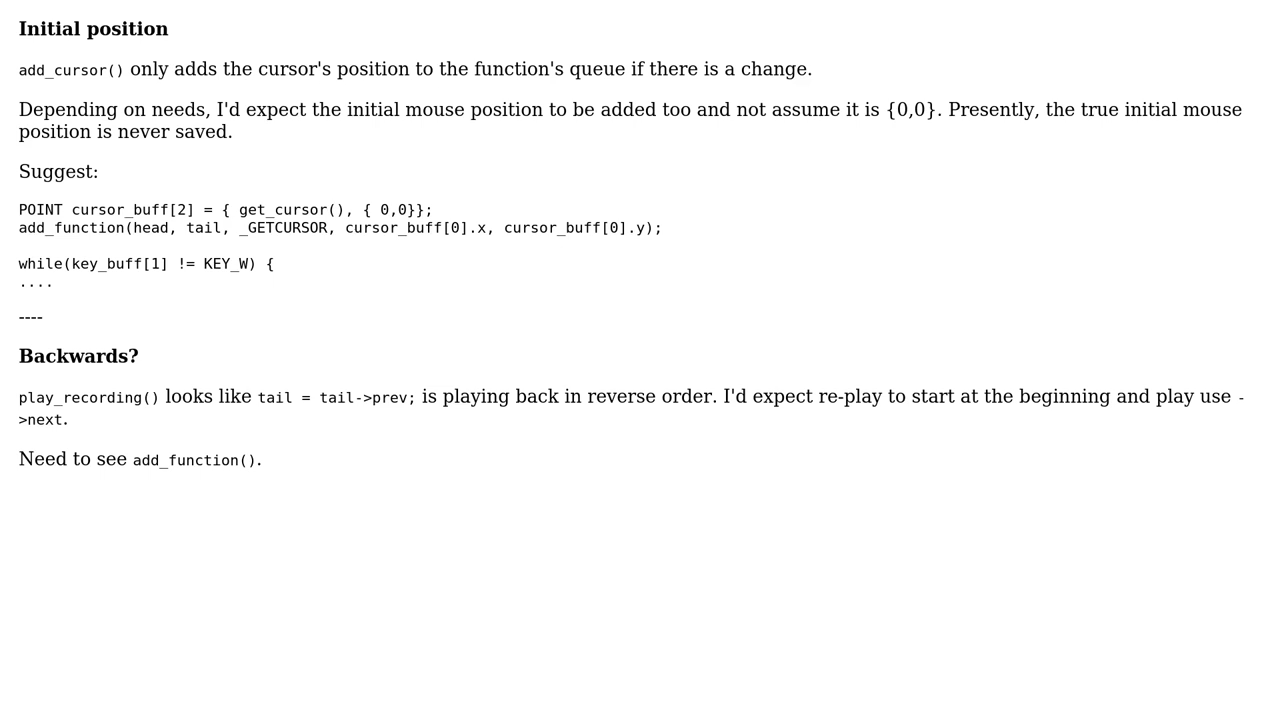 Initial position
add_cursor() only adds the cursor's position to the function's queue if there is a change.
Depending on needs, I'd expect the initial mouse position to be added too and not assume it is {0,0}. Presently, the true initial mouse
position is never saved.
Suggest:
POINT cursor_buff[2] = { get_cursor(), { 0,0}};
add_function(head, tail, _GETCURSOR, cursor_buff[0].x, cursor_buff[0].y);
while(key_buff[1] != KEY_W) {
....
----
Backwards?
play_recording() looks like tail = tail->prev; is playing back in reverse order. I'd expect re-play to start at the beginning and play use -
>next.
Need to see add_function().